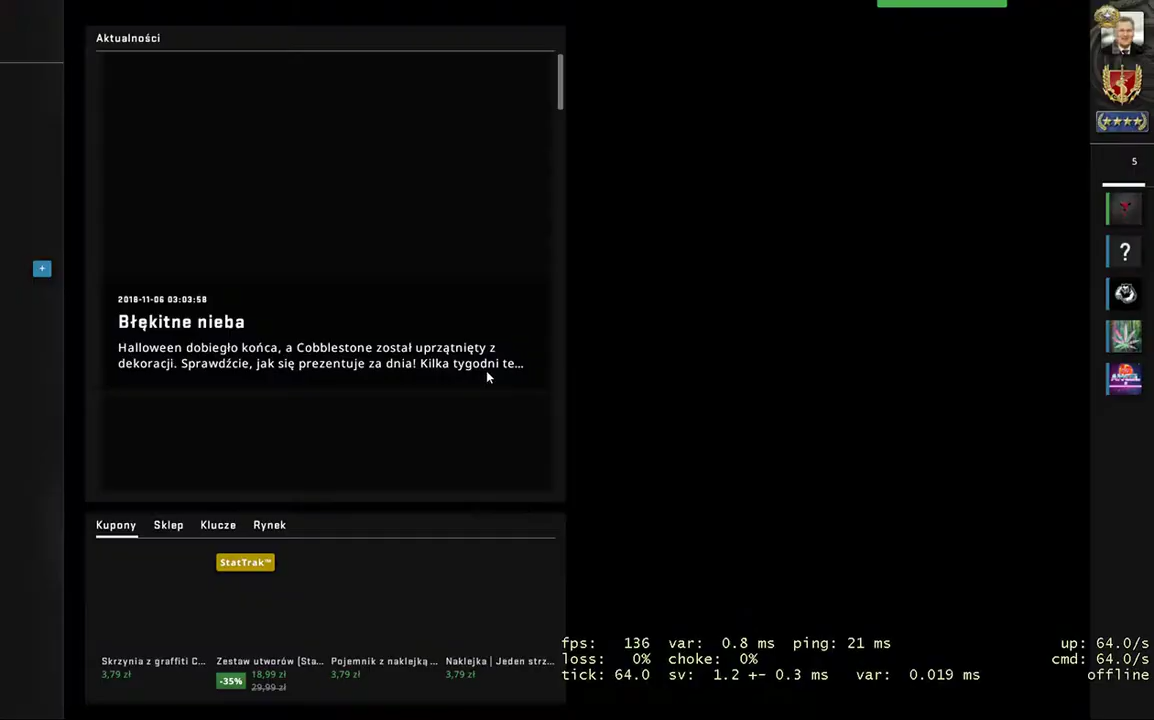 Aktualności
5
+
?
2018-11-06 03:03:58
Błękitne nieba
Halloween dobiegło końca, a Cobblestone został uprzątnięty z
dekoracji. Sprawdźcie, jak się prezentuje za dnia! Kilka tygodni te...
Kupony Sklep Klucze Rynek
StatTrak™
Skrzynia z graffiti C... Zestaw utworów [Sta... Pojemnik z naklejką ... Naklejka | Jeden strz...
3,79 zł 18,99 zł 3,79 zł 3,79 zł
-35% 29,99 zł
fps: 136 var: 0.8 ms ping: 21 ms up: 64.0/s
loss: 0% choke: 0% cmd: 64.0/s
tick: 64.0 sv: 1.2 +- 0.3 ms var: 0.019 ms offline